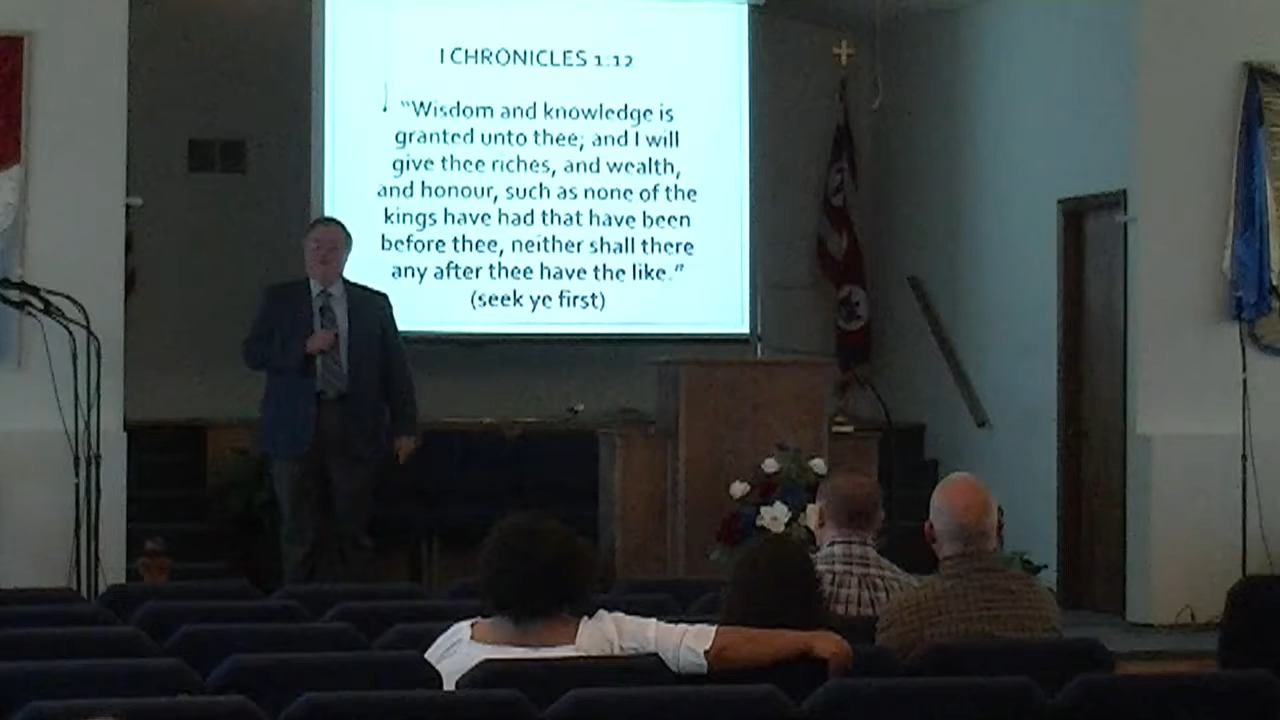 I CHRONICLES 1:12
"Wisdom and knowledge is
granted unto thee; and I will
give thee riches, and wealth,
and honour, such as none of the
kings have had that have been
before thee, neither shall there
any after thee have the like."
(seek ye first)